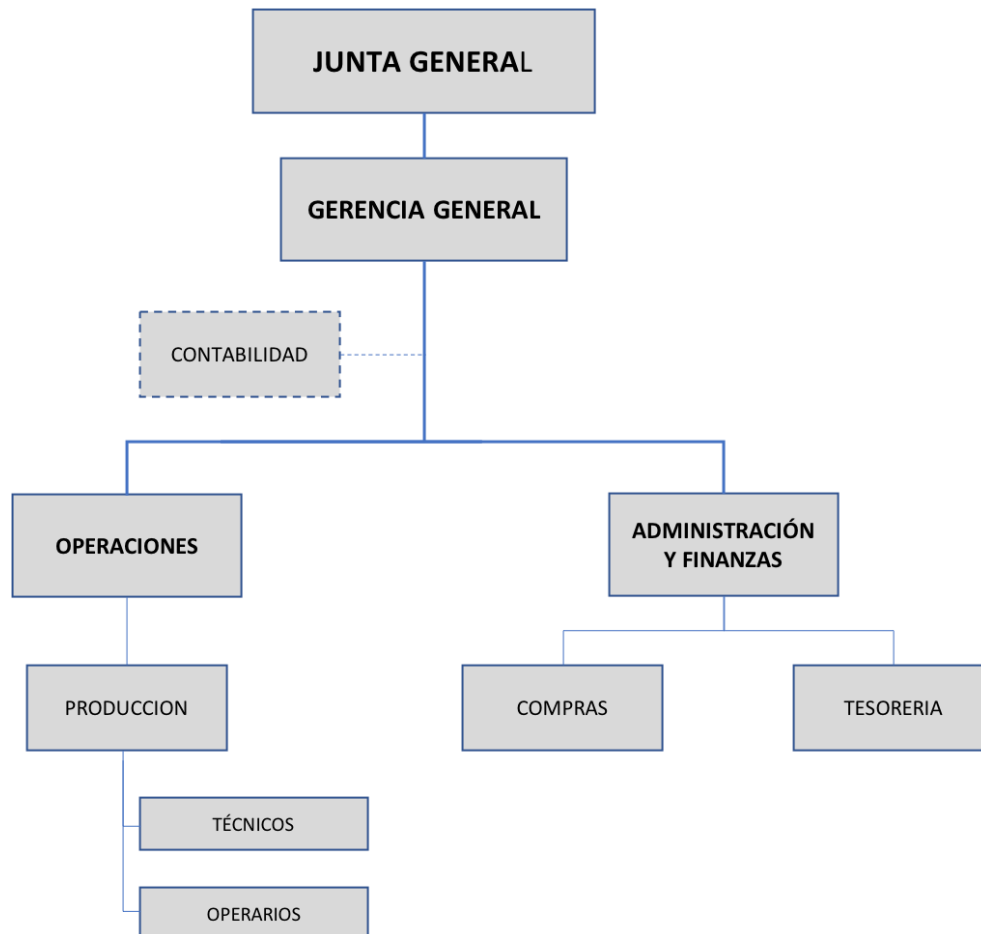 JUNTA GENERAL
GERENCIA GENERAL
CONTABILIDAD
OPERACIONES
ADMINISTRACIÓN
Y FINANZAS
PRODUCCION
COMPRAS
TESORERIA
TÉCNICOS
OPERARIOS